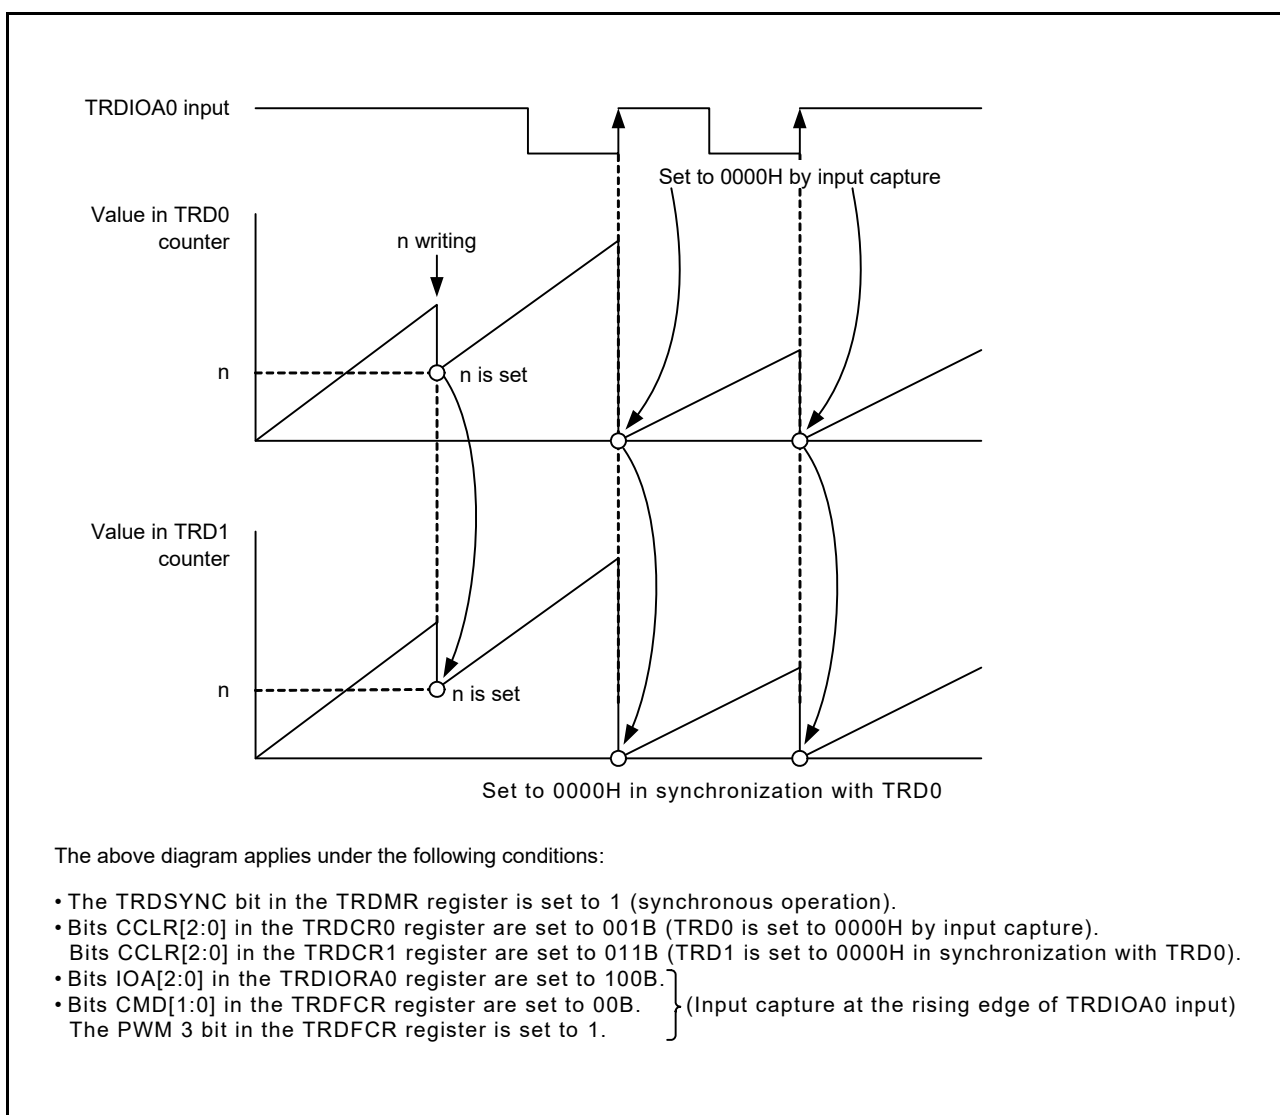 TRDIOA0 input
Set to 0000H by input capture
Value in TRD0
counter
n writing
n
n is set
Value in TRD1
counter
n
n is set
Set to 0000H in synchronization with TRD0
The above diagram applies under the following conditions:
• The TRDSYNC bit in the TRDMR register is set to 1 (synchronous operation).
• Bits CCLR[2:0] in the TRDCR0 register are set to 001B (TRD0 is set to 0000H by input capture).
Bits CCLR[2:0] in the TRDCR1 register are set to 011B (TRD1 is set to 0000H in synchronization with TRD0).
• Bits IOA[2:0] in the TRDIORA0 register are set to 100B.
• Bits CMD[1:0] in the TRDFCR register are set to 00B.
(Input capture at the rising edge of TRDIOA0 input)
The PWM 3 bit in the TRDFCR register is set to 1.